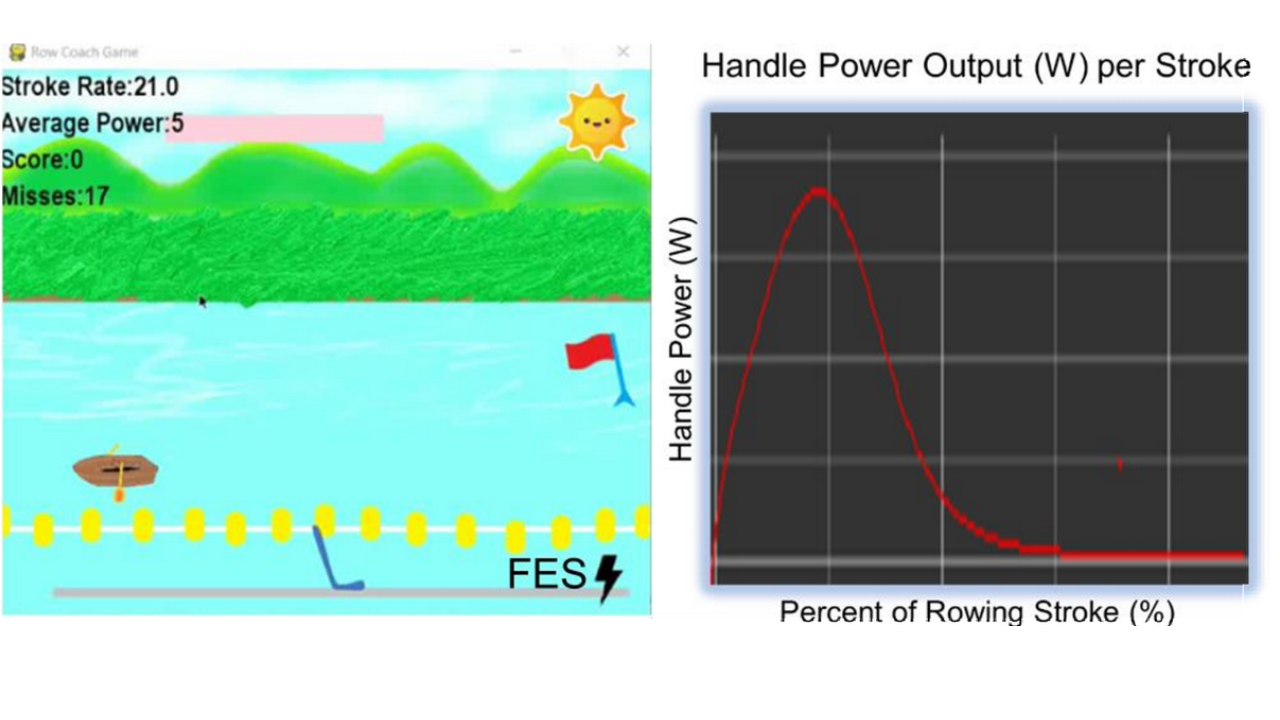 Row Coach Game
Stroke Rate:21.0
Average Power:5
Score:0
Misses:17
FES
Handle Power Output (W) per Stroke
Handle Power (W)
Percent of Rowing Stroke (%)